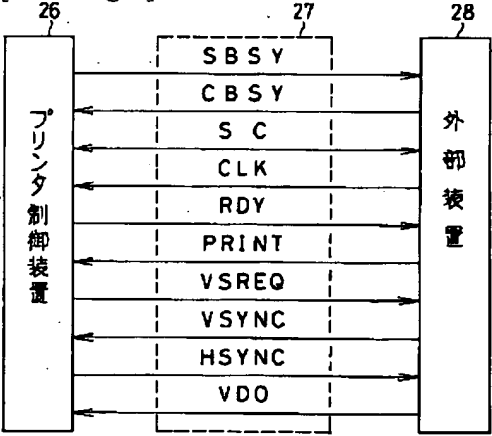 26
27
28
SBSY
CBSY
SC
CLK
RDY
PRINT
VSREQ
VSYNC
HSYNC
VDO
プリンタ制御装置
外部装置